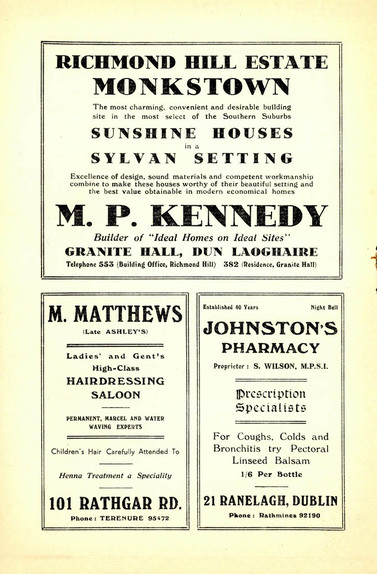 RICHMOND HILL ESTATE
MONKSTOWN
The most charming, convenient and desirable building
site in the most select of the Southern Suburbs
SUNSHINE HOUSES
in a
SYLVAN SETTING
Excellence of design, sound materials and competent workmanship
combine to make these houses worthy of their beautiful setting and
the best value obtainable in modern economical homes
M. P. KENNEDY
Builder of "Ideal Homes on Ideal Sites"
GRANITE HALL, DUN LAOGHAIRE
Telephone 553 (Building Office, Richmond Hill) 382 (Residence, Granite Hall)
M. MATTHEWS
(Late ASHLEY'S)
Ladies' and Gent's
High-Class
HAIRDRESSING
SALOON
PERMANENT, MARCEL AND WATER
WAVING EXPERTS
Children's Hair Carefully Attended To
Henna Treatment a Speciality
101 RATHGAR RD.
Phone: TERENURE 95472
Established 40 Years Night Bell
JOHNSTON'S
PHARMACY
Proprietor: S. WILSON, M.P.S.I.
Prescription
Specialists
For Coughs, Colds and
Bronchitis try Pectoral
Linseed Balsam
1/6 Per Bottle
21 RANELAGH, DUBLIN
Phone: Rathmines 92190